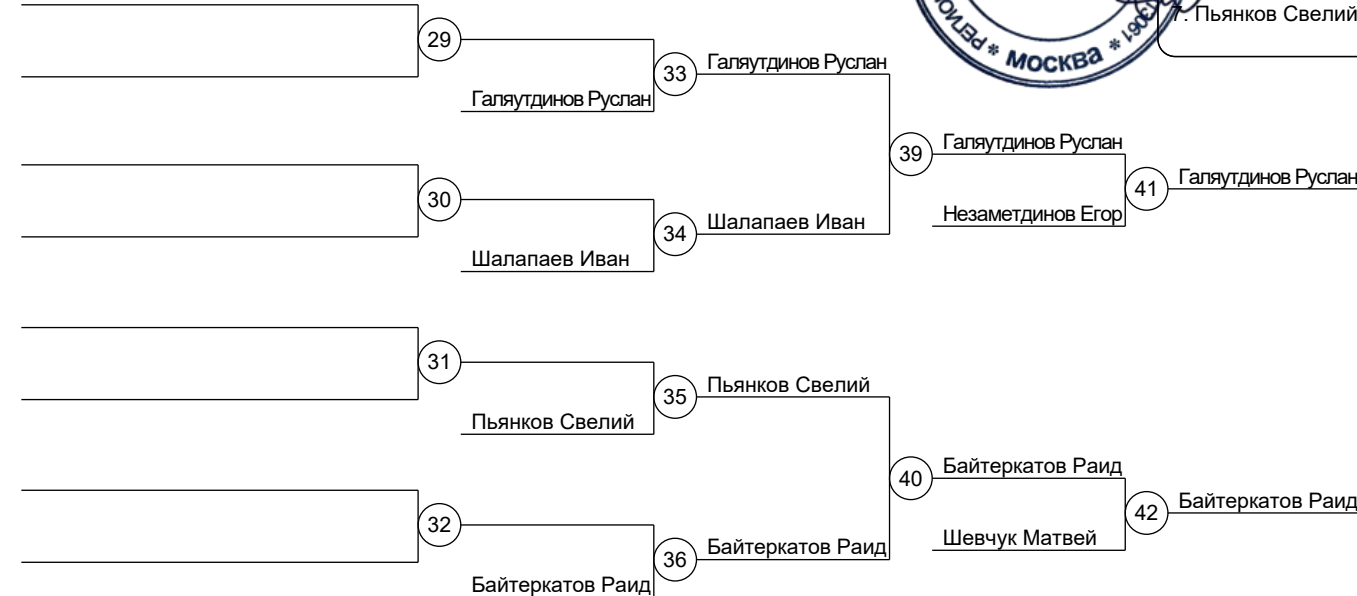 7. Пьянков Свелий
МОСКВА
29
33
Галяутдинов Руслан
Галяутдинов Руслан
39
Галяутдинов Руслан
41
Галяутдинов Руслан
30
34
Шалапаев Иван
Незаметдинов Егор
Шалапаев Иван
31
35
Пьянков Свелий
Пьянков Свелий
40
Байтеркатов Раид
42
Байтеркатов Раид
32
36
Байтеркатов Раид
Шевчук Матвей
Байтеркатов Раид